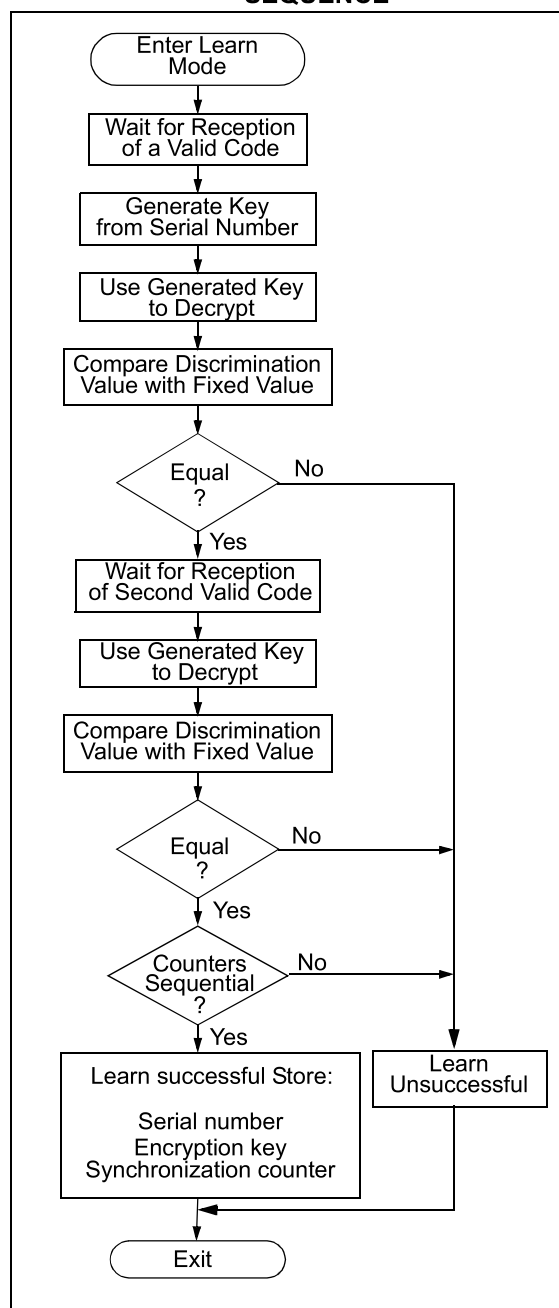 SEQUENCE
Enter Learn
Mode
Wait for Reception
of a Valid Code
Generate Key
from Serial Number
Use Generated Key
to Decrypt
Compare Discrimination
Value with Fixed Value
Equal
?
No
Yes
Wait for Reception
of Second Valid Code
Use Generated Key
to Decrypt
Compare Discrimination
Value with Fixed Value
Equal
?
No
Yes
Counters
Sequential
?
No
Yes
Learn successful Store:
Serial number
Encryption key
Synchronization counter
Learn
Unsuccessful
Exit